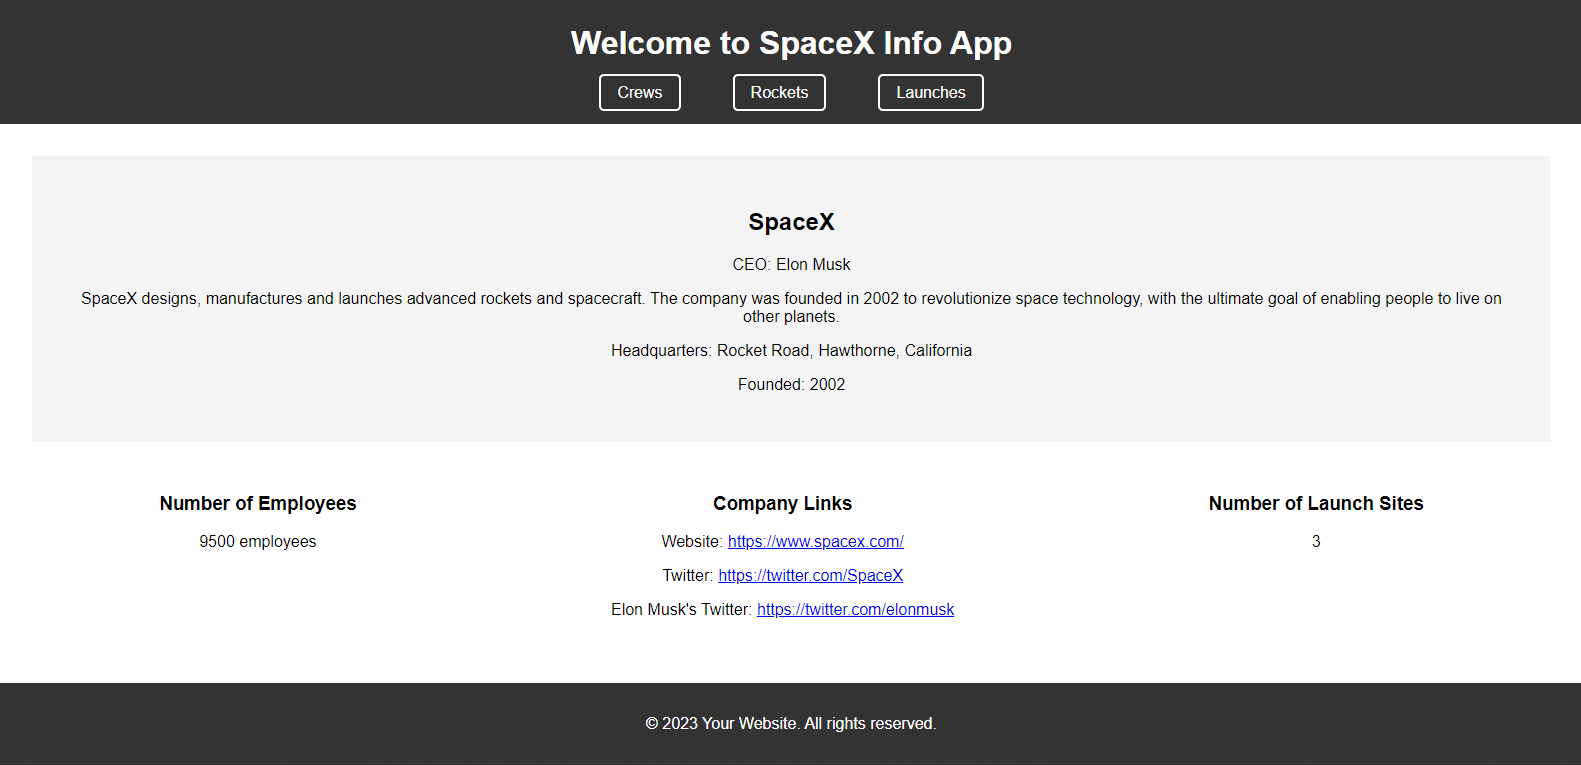 Welcome to SpaceX Info App
Crews
Rockets
Launches
SpaceX
CEO: Elon Musk
SpaceX designs, manufactures and launches advanced rockets and spacecraft. The company was founded in 2002 to revolutionize space technology, with the ultimate goal of enabling people to live on
other planets.
Headquarters: Rocket Road, Hawthorne, California
Founded: 2002
Number of Employees
9500 employees
Company Links
Website: https://www.spacex.com/
Twitter: https://twitter.com/SpaceX
Elon Musk's Twitter: https://twitter.com/elonmusk
Number of Launch Sites
3
© 2023 Your Website. All rights reserved.